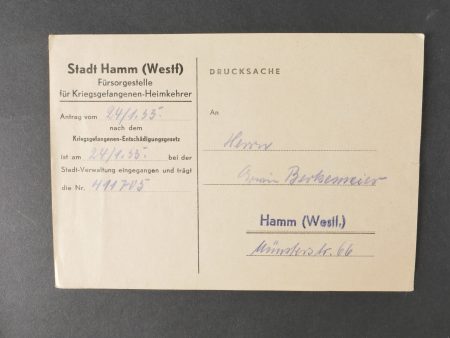 Stadt Hamm (Westf)
Fürsorgestelle
für Kriegsgefangenen-Heimkehrer
Antrag vom 24/1.55.
nach dem
Kriegsgefangenen-Entschädigungsgesetz
ist am 24/1.55. bei der
Stadt-Verwaltung eingegangen und trägt
die Nr. 411705
DRUCKSACHE
An
Herrn
Berkemeier
Hamm (Westf.)
Münsterstr. 66